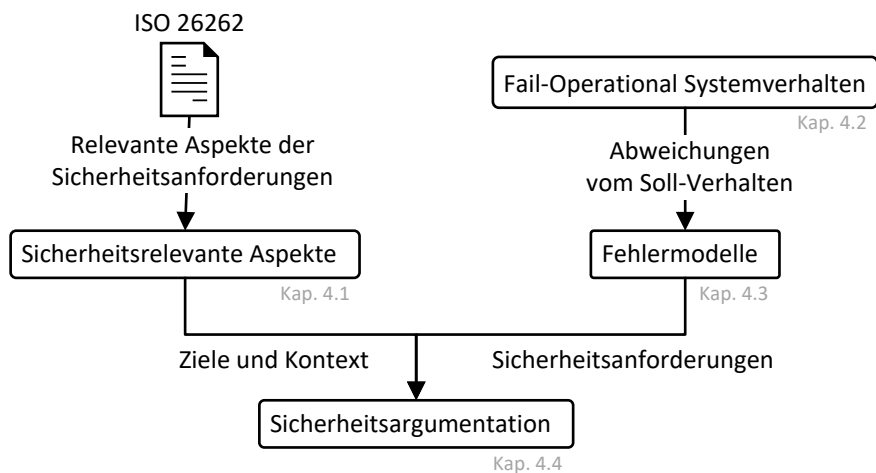 ISO 26262
Relevante Aspekte der
Sicherheitsanforderungen
Sicherheitsrelevante Aspekte
Kap. 4.1
Fail-Operational Systemverhalten
Kap. 4.2
Abweichungen
vom Soll-Verhalten
Fehlermodelle
Kap. 4.3
Ziele und Kontext
Sicherheitsanforderungen
Sicherheitsargumentation
Kap. 4.4